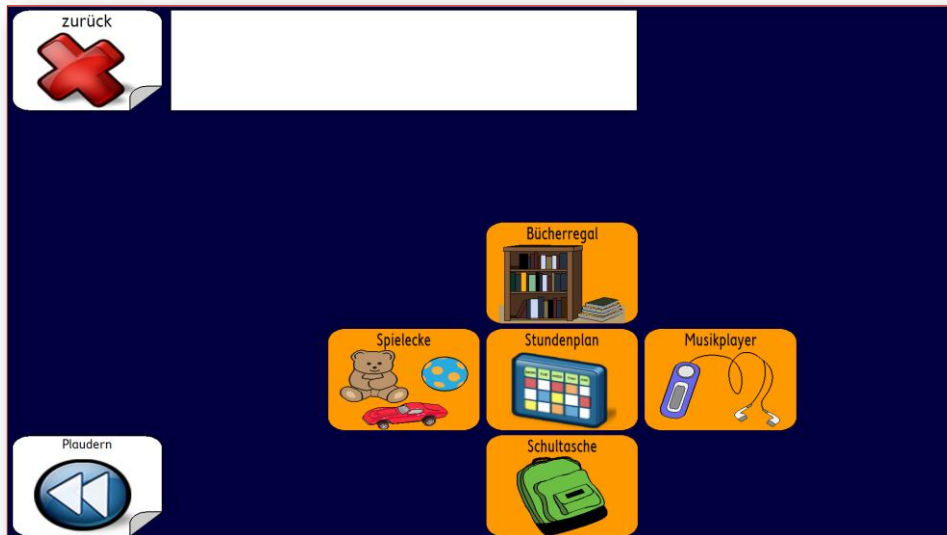 zurück
Bücherregal
Spielecke
Stundenplan
Musikplayer
Plaudern
Schultasche